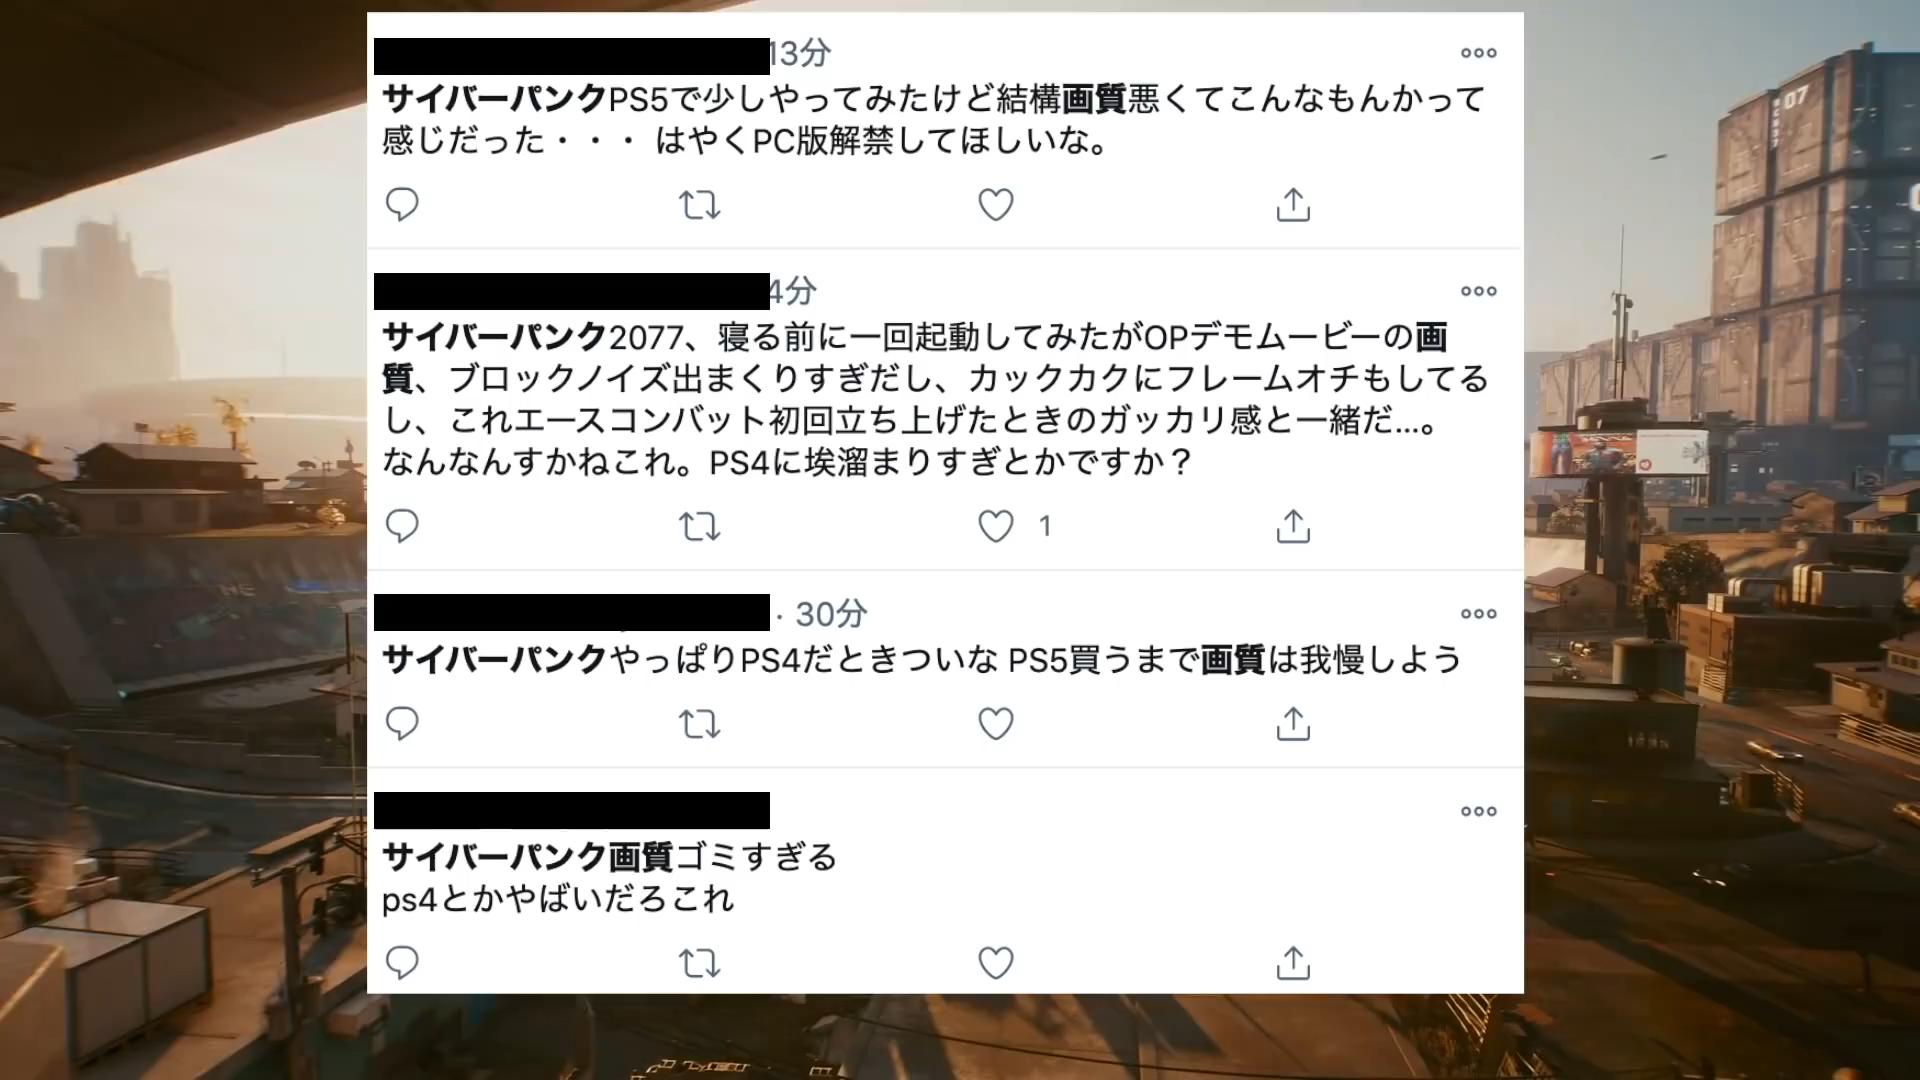 13分
サイバーパンクPS5で少しやってみたけど結構画質悪くてこんなもんかって
感じだった・・・ はやくPC版解禁してほしいな。
4分
サイバーパンク2077、寝る前に一回起動してみたがOPデモムービーの画
質、ブロックノイズ出まくりすぎだし、カックカクにフレームオチもしてる
し、これエースコンバット初回立ち上げたときのガッカリ感と一緒だ...。
なんなんすかねこれ。PS4に埃溜まりすぎとかですか？
1
· 30分
サイバーパンクやっぱりPS4だときついな PS5買うまで画質は我慢しよう
サイバーパンク画質ゴミすぎる
ps4とかやばいだろこれ
07